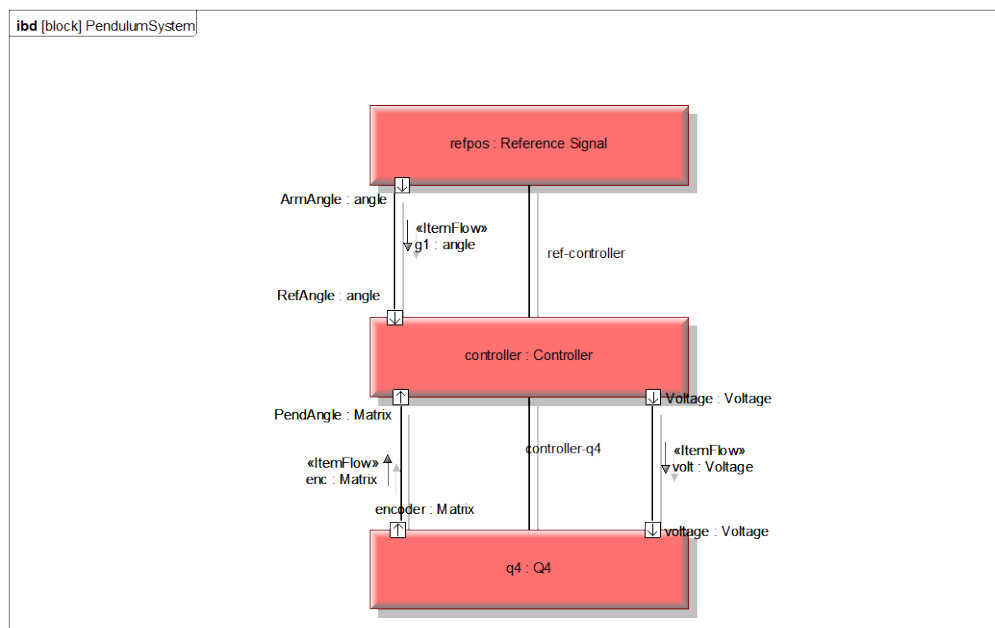 ibd [block] PendulumSystem
refpos : Reference Signal
ArmAngle : angle
«ItemFlow»
g1 : angle
ref-controller
RefAngle : angle
controller : Controller
PendAngle : Matrix
Voltage : Voltage
controller-q4
«ItemFlow»
enc : Matrix
«ItemFlow»
volt : Voltage
encoder : Matrix
voltage : Voltage
q4 : Q4